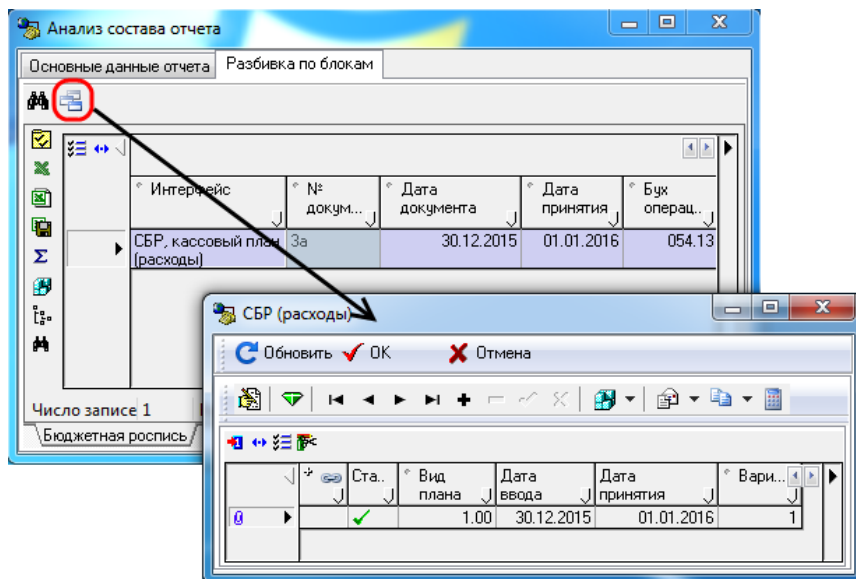 Анализ состава отчета
Основные данные отчета Разбивка по блокам
Интерфейс № докум... Дата документа Дата принятия Бух операц..
СБР, кассовый план (расходы) 3а 30.12.2015 01.01.2016 054.13
Число записе 1
Бюджетная роспись
СБР (расходы)
Обновить OK Отмена
Ста.. Вид плана Дата ввода Дата принятия Вари...
1.00 30.12.2015 01.01.2016 1